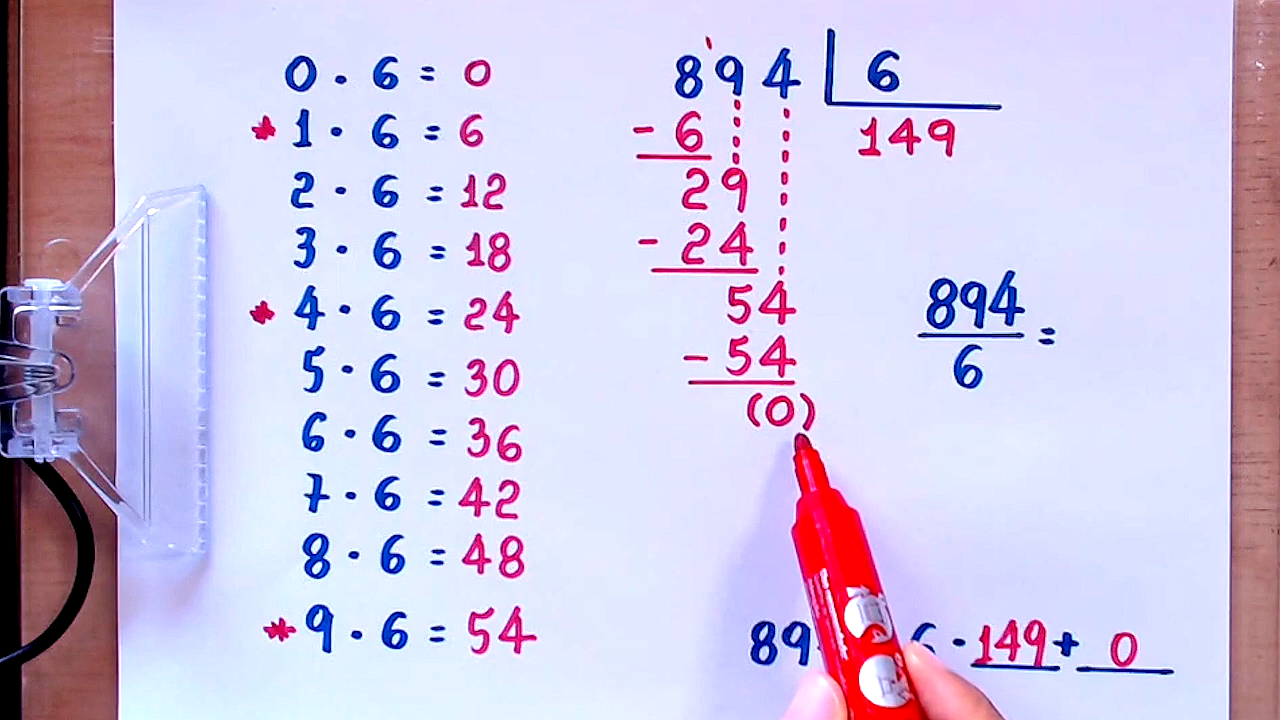 0 · 6 = 0
* 1 · 6 = 6
2 · 6 = 12
3 · 6 = 18
* 4 · 6 = 24
5 · 6 = 30
6 · 6 = 36
7 · 6 = 42
8 · 6 = 48
* 9 · 6 = 54
894 6
- 6 149
29
- 24
54
- 54
(0)
894
6 =
89 6 · 149 + 0